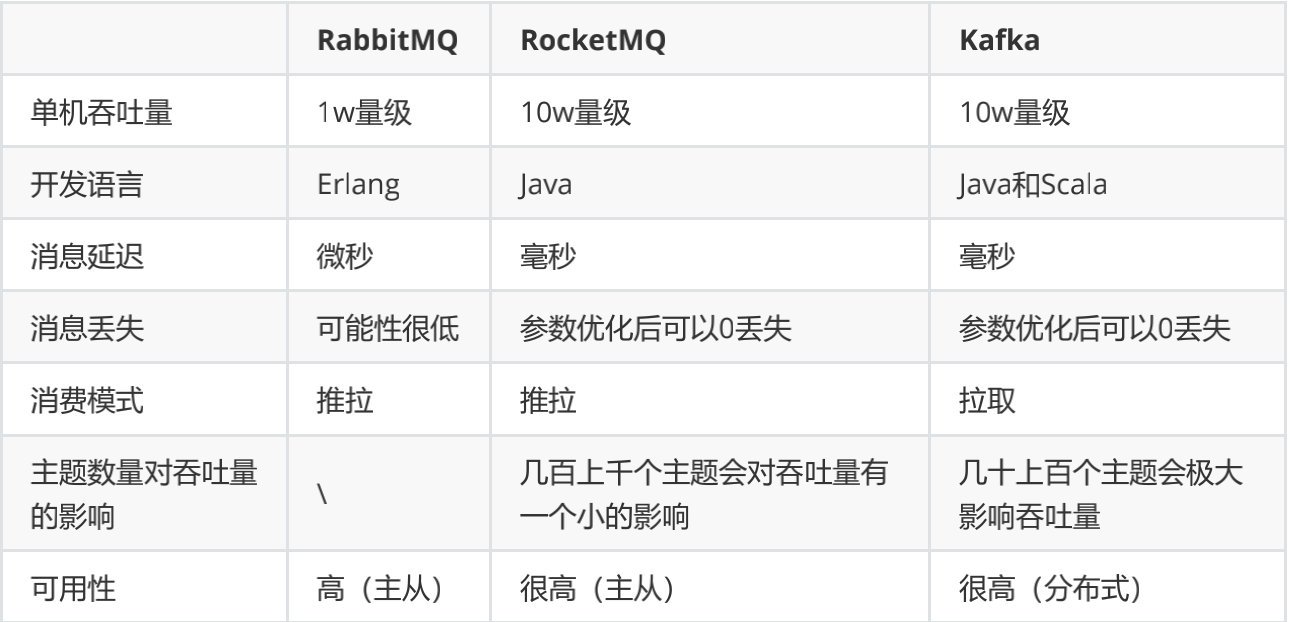 RabbitMQ RocketMQ Kafka
单机吞吐量 1w量级 10w量级 10w量级
开发语言 Erlang Java Java和Scala
消息延迟 微秒 毫秒 毫秒
消息丢失 可能性很低 参数优化后可以0丢失 参数优化后可以0丢失
消费模式 推拉 推拉 拉取
主题数量对吞吐量的影响 \ 几百上千个主题会对吞吐量有一个小的影响 几十上百个主题会极大影响吞吐量
可用性 高（主从） 很高（主从） 很高（分布式）